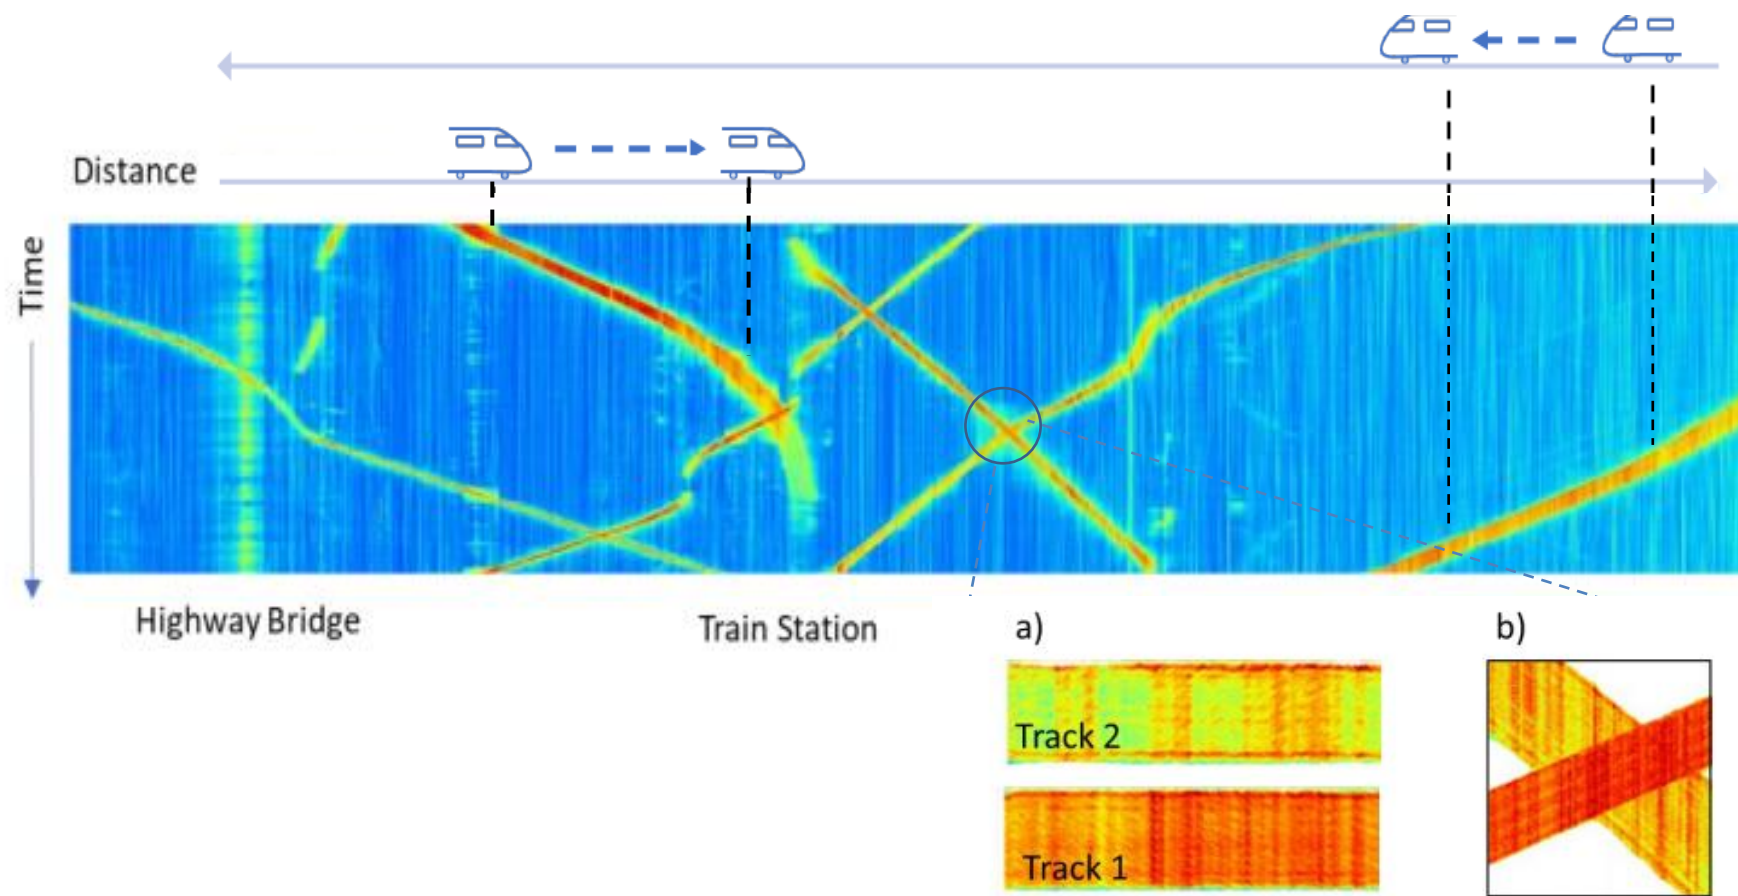 Distance
Time
Highway Bridge
Train Station
a)
b)
Track 2
Track 1